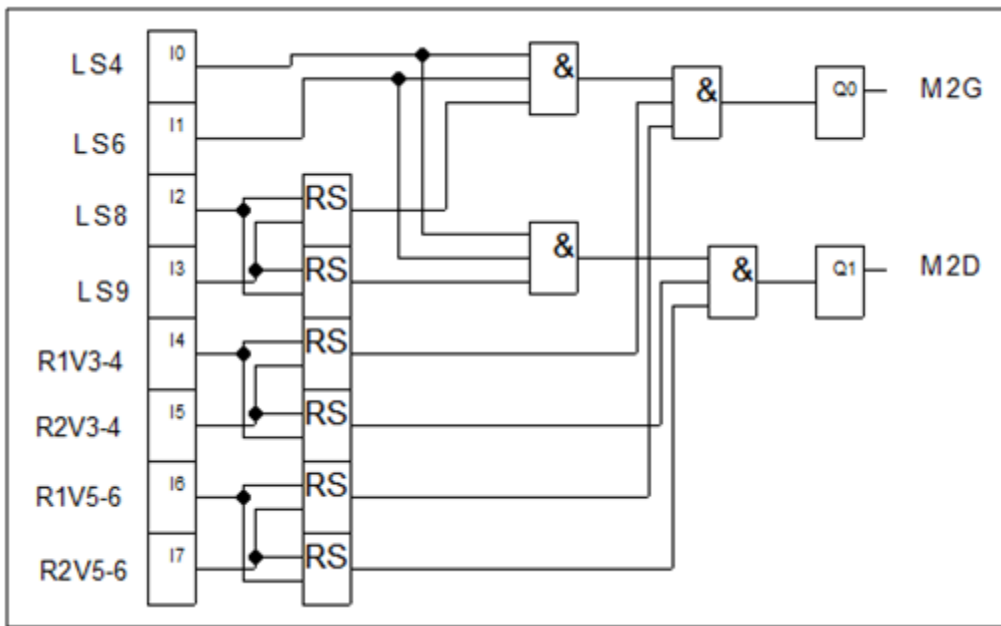 LS4 I0 & Q0 M2G
&
LS6 I1
LS8 I2 RS
LS9 I3 RS & Q1 M2D
&
R1V3-4 I4 RS
R2V3-4 I5 RS
R1V5-6 I6 RS
R2V5-6 I7 RS